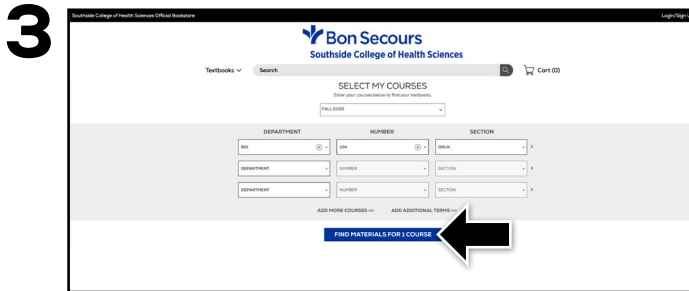 3
Southside College of Health Sciences Official Bookstore
Login/Sign U
Bon Secours
Southside College of Health Sciences
Textbooks
Search
Cart (0)
SELECT MY COURSES
Enter your courses below to find your textbooks.
FALL 2020
DEPARTMENT NUMBER SECTION
BIO 104 ONLN X
DEPARTMENT NUMBER SECTION X
DEPARTMENT NUMBER SECTION X
ADD MORE COURSES ADD ADDITIONAL TERMS
FIND MATERIALS FOR 1 COURSE